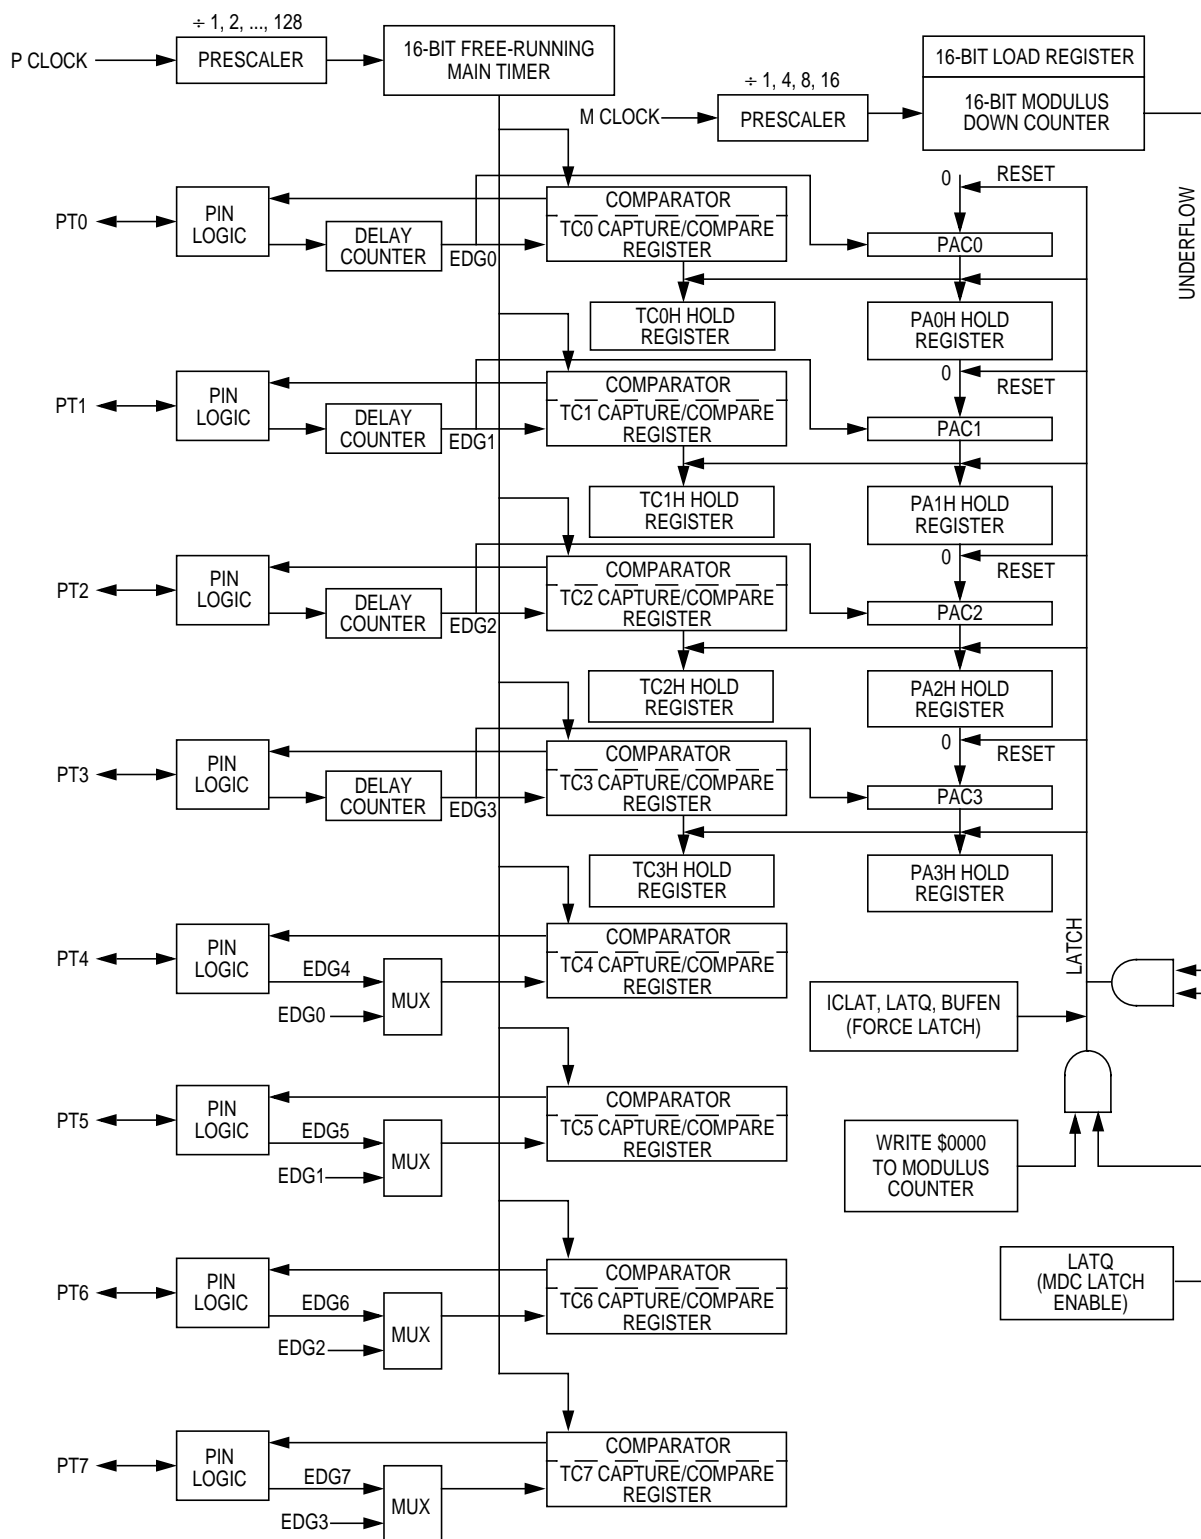 ÷ 1, 2, ..., 128
P CLOCK
PRESCALER
16-BIT FREE-RUNNING
MAIN TIMER
÷ 1, 4, 8, 16
M CLOCK
PRESCALER
16-BIT LOAD REGISTER
16-BIT MODULUS
DOWN COUNTER
UNDERFLOW
PT0
PIN
LOGIC
DELAY
COUNTER
EDG0
COMPARATOR
TC0 CAPTURE/COMPARE
REGISTER
0
RESET
PAC0
TC0H HOLD
REGISTER
PA0H HOLD
REGISTER
PT1
PIN
LOGIC
DELAY
COUNTER
EDG1
COMPARATOR
TC1 CAPTURE/COMPARE
REGISTER
0
RESET
PAC1
TC1H HOLD
REGISTER
PA1H HOLD
REGISTER
PT2
PIN
LOGIC
DELAY
COUNTER
EDG2
COMPARATOR
TC2 CAPTURE/COMPARE
REGISTER
0
RESET
PAC2
TC2H HOLD
REGISTER
PA2H HOLD
REGISTER
PT3
PIN
LOGIC
DELAY
COUNTER
EDG3
COMPARATOR
TC3 CAPTURE/COMPARE
REGISTER
0
RESET
PAC3
TC3H HOLD
REGISTER
PA3H HOLD
REGISTER
PT4
PIN
LOGIC
EDG4
EDG0
MUX
COMPARATOR
TC4 CAPTURE/COMPARE
REGISTER
LATCH
ICLAT, LATQ, BUFEN
(FORCE LATCH)
PT5
PIN
LOGIC
EDG5
EDG1
MUX
COMPARATOR
TC5 CAPTURE/COMPARE
REGISTER
WRITE $0000
TO MODULUS
COUNTER
PT6
PIN
LOGIC
EDG6
EDG2
MUX
COMPARATOR
TC6 CAPTURE/COMPARE
REGISTER
LATQ
(MDC LATCH
ENABLE)
PT7
PIN
LOGIC
EDG7
EDG3
MUX
COMPARATOR
TC7 CAPTURE/COMPARE
REGISTER